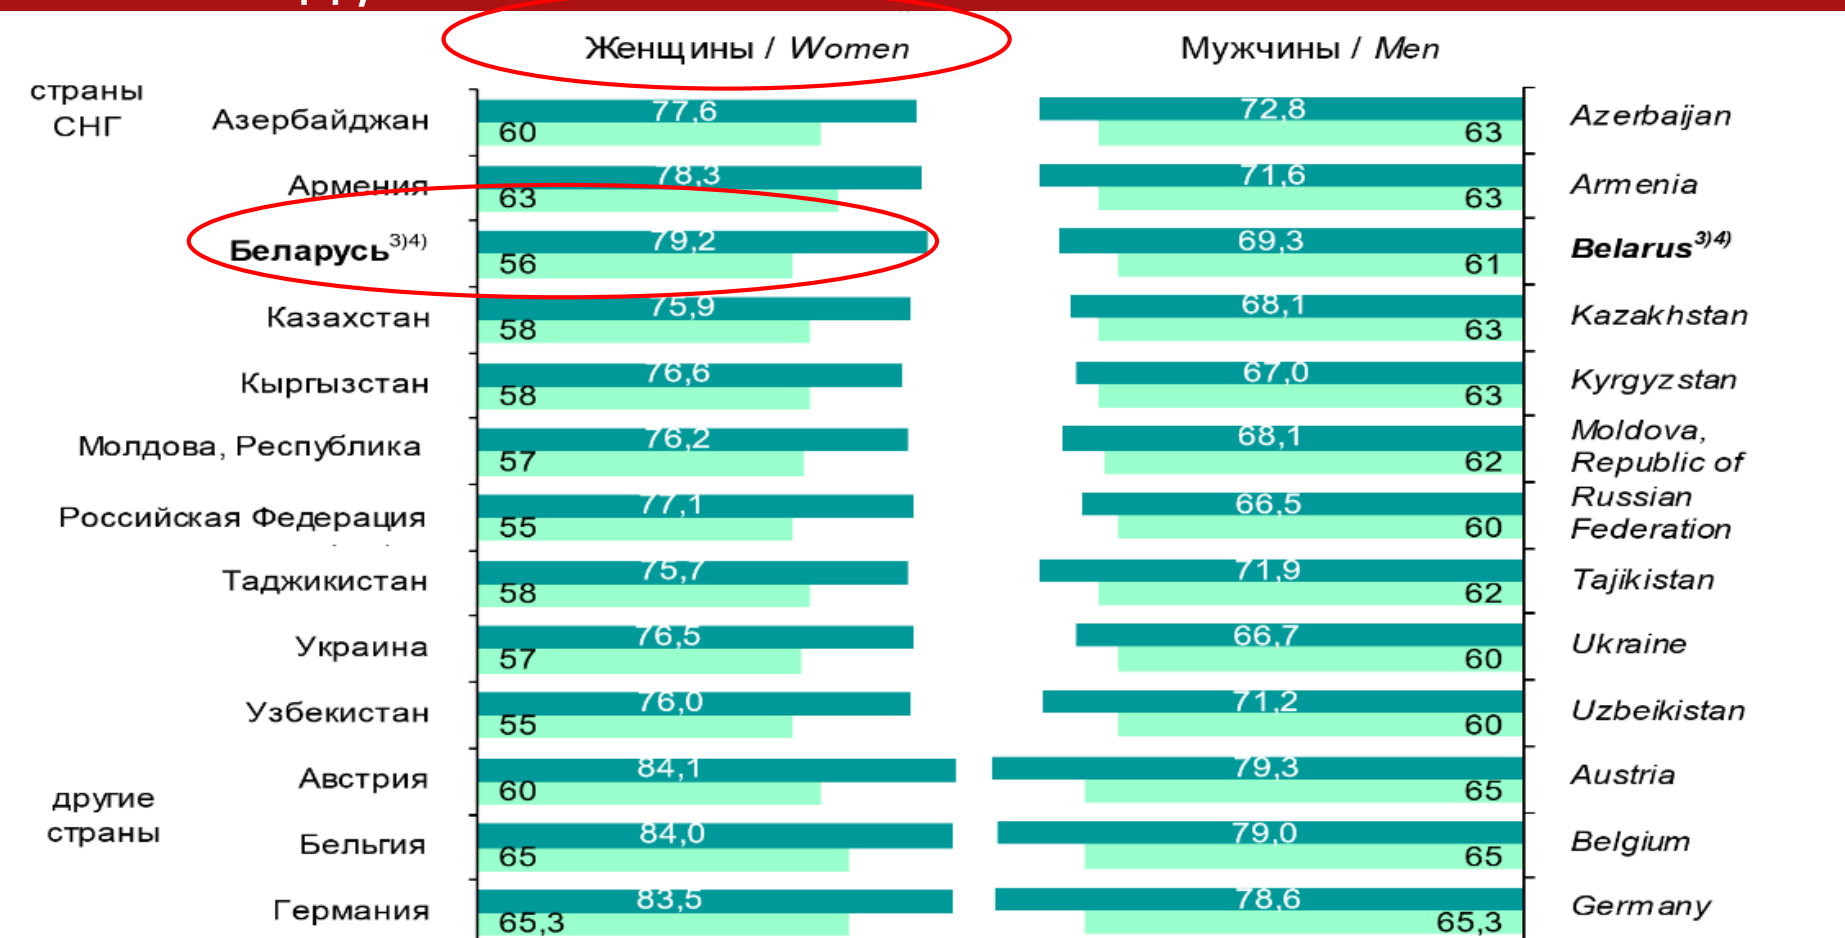 Женщины / Women
Мужчины / Men
страны
СНГ
Азербайджан 77,6 72,8 Azerbaijan
60 63
Армения 78,3 71,6 Armenia
63 63
Беларусь3)4) 79,2 69,3 Belarus3)4)
56 61
Казахстан 75,9 68,1 Kazakhstan
58 63
Кыргызстан 76,6 67,0 Kyrgyzstan
58 63
Молдова, Республика 76,2 68,1 Moldova,
57 62 Republic of
Российская Федерация 77,1 66,5 Russian
55 60 Federation
Таджикистан 75,7 71,9 Tajikistan
58 62
Украина 76,5 66,7 Ukraine
57 60
Узбекистан 76,0 71,2 Uzbeikistan
55 60
другие
страны
Австрия 84,1 79,3 Austria
60 65
Бельгия 84,0 79,0 Belgium
65 65
Германия 83,5 78,6 Germany
65,3 65,3